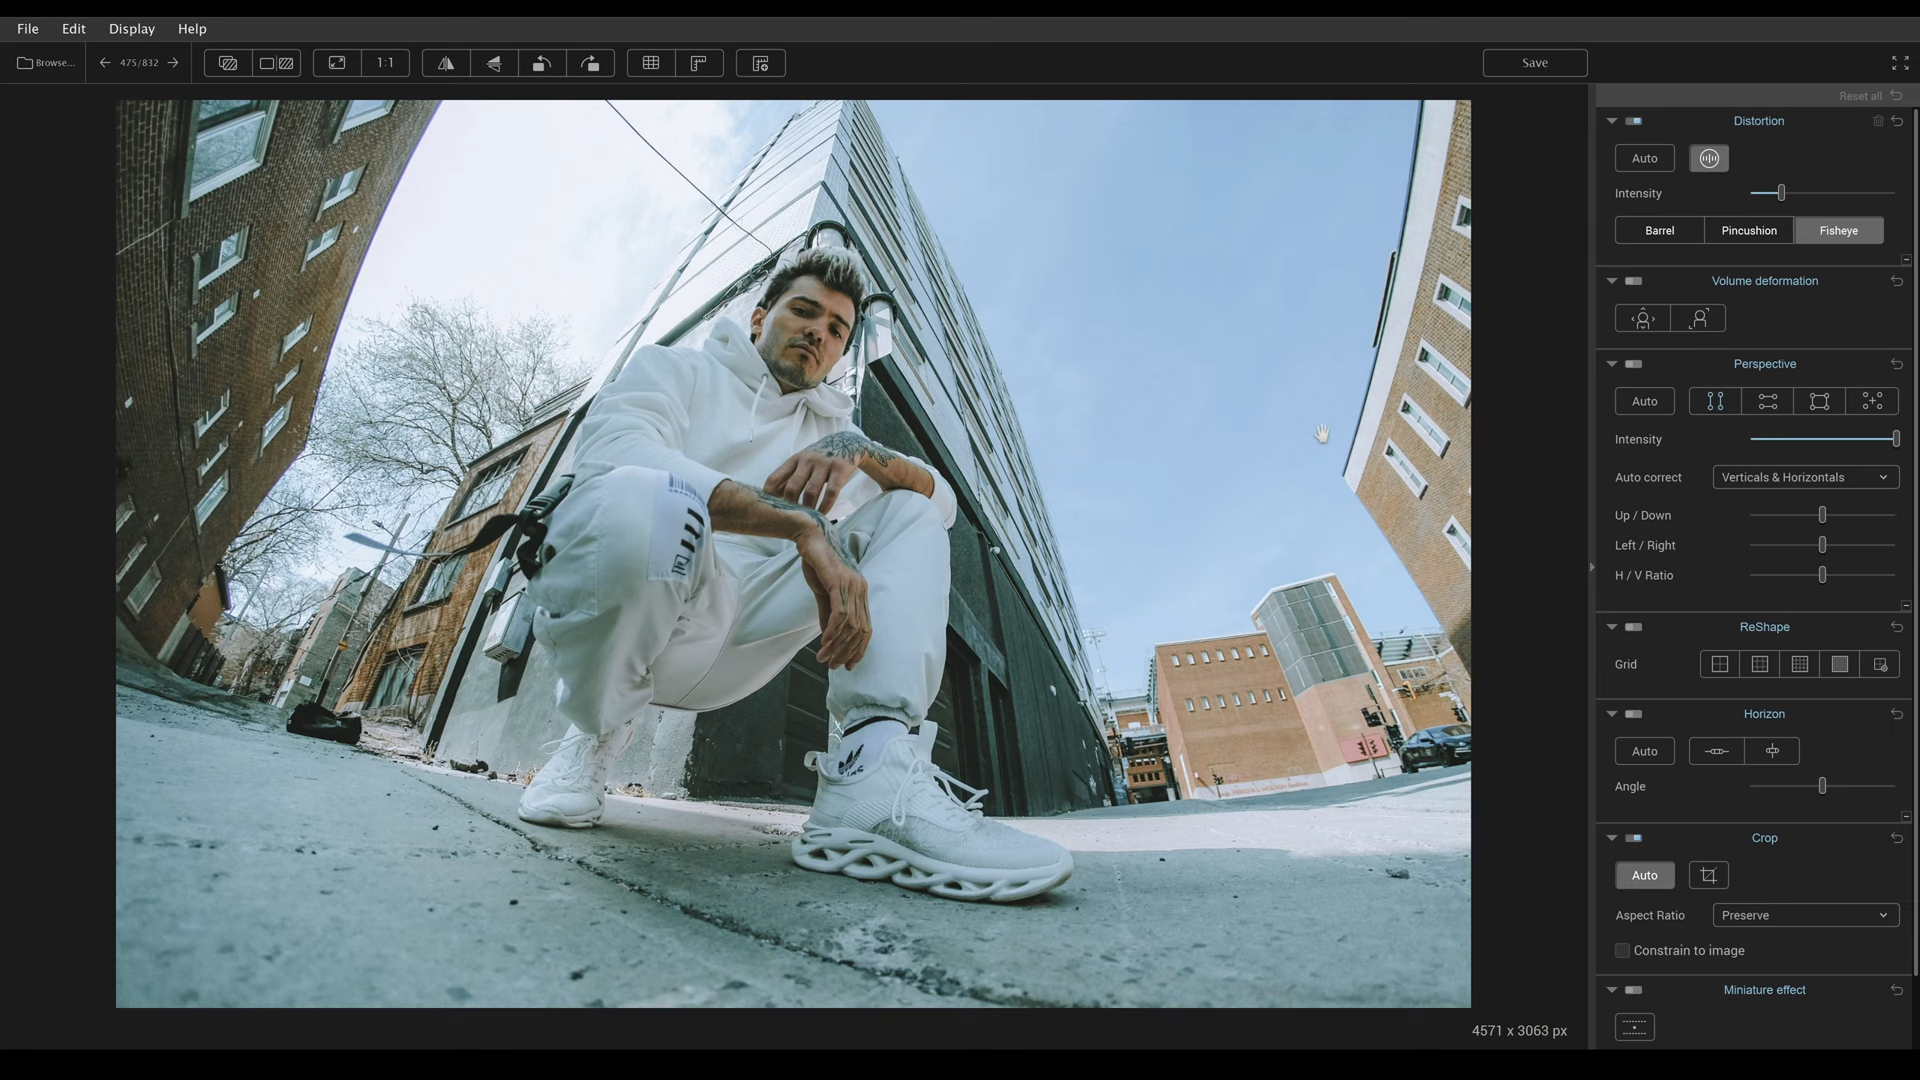 File Edit Display Help
Browse... 475/832 1:1 Save
Reset all
Distortion
Auto
Intensity
Barrel Pincushion Fisheye
Volume deformation
Perspective
Auto
Intensity
Auto correct Verticals & Horizontals
Up / Down
Left / Right
H / V Ratio
ReShape
Grid
Horizon
Auto
Angle
Crop
Auto
Aspect Ratio Preserve
Constrain to image
Miniature effect
4571 x 3063 px